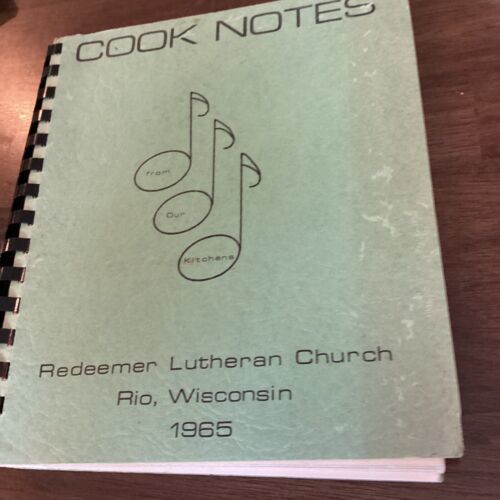 COOK NOTES
from
Our
Kitchens
Redeemer Lutheran Church
Rio, Wisconsin
1965